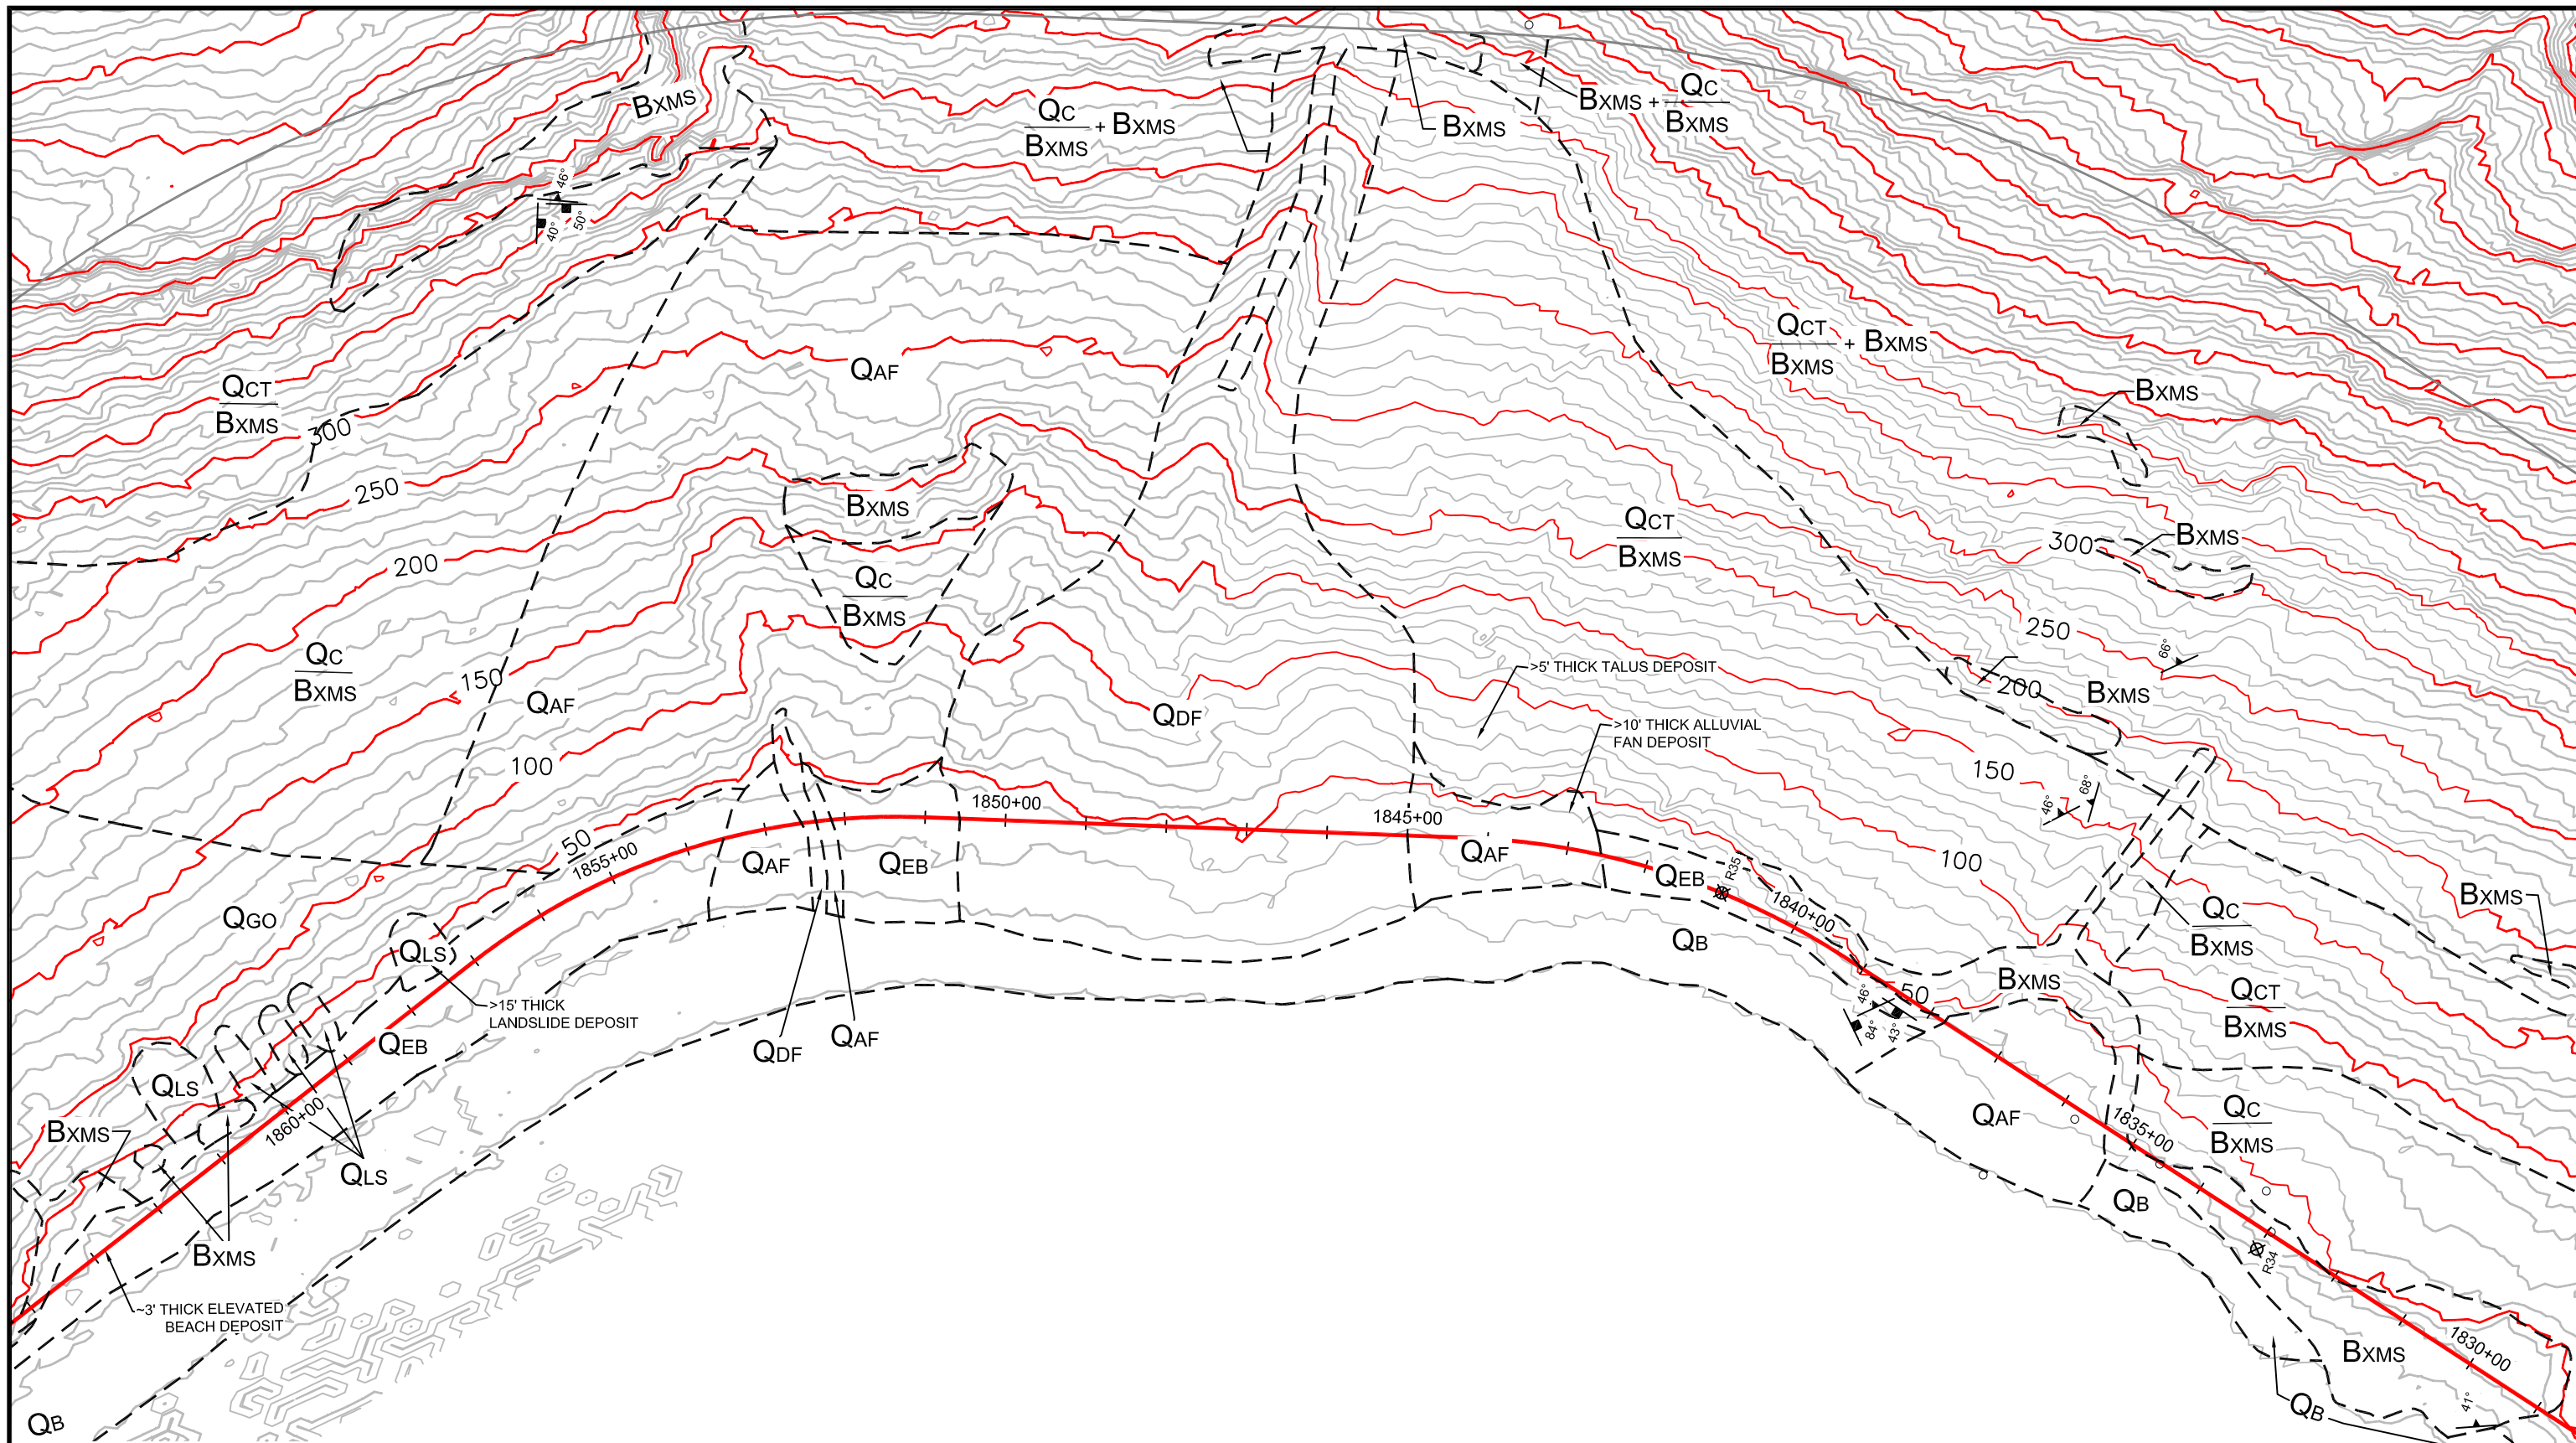 BXMS
QC
BXMS
+ BXMS
BXMS
BXMS +
QC
BXMS
46°
40°
50°
QCT
BXMS
300
250
200
QAF
BXMS
QC
BXMS
QCT
BXMS
+ BXMS
BXMS
BXMS
300
QCT
BXMS
250
66°
200
BXMS
QC
BXMS
150
QAF
100
QDF
>5' THICK TALUS DEPOSIT
>10' THICK ALLUVIAL
FAN DEPOSIT
150
46°
68°
100
50
1855+00
1850+00
1845+00
QAF
QEB
QAF
QEB
R35
1840+00
QB
BXMS
QC
BXMS
QGO
QLS
>15' THICK
LANDSLIDE DEPOSIT
QEB
QDF
QAF
BXMS
50
46°
84°
43°
QCT
BXMS
QLS
BXMS
1860+00
QLS
BXMS
QAF
1835+00
QC
BXMS
QB
R34
~3' THICK ELEVATED
BEACH DEPOSIT
QB
BXMS
1830+00
QB
41°